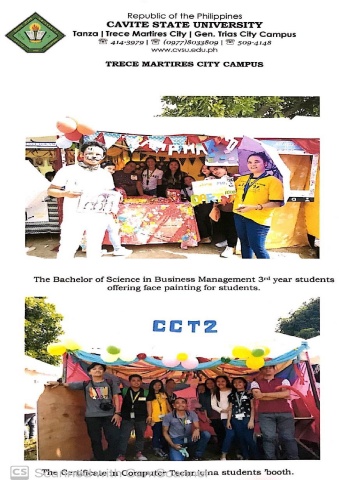 Republic of the Philippines
CAVITE STATE UNIVERSITY
Tanza | Trece Martires City | Gen. Trias City Campus
☏ 414-3979 | ☏ (0977)8033809 | ☏ 509-4148
www.cvsu.edu.ph
TRECE MARTIRES CITY CAMPUS
The Bachelor of Science in Business Management 3rd year students
offering face painting for students.
CCT2
The Certificate in Computer Technician students 'booth.
CS